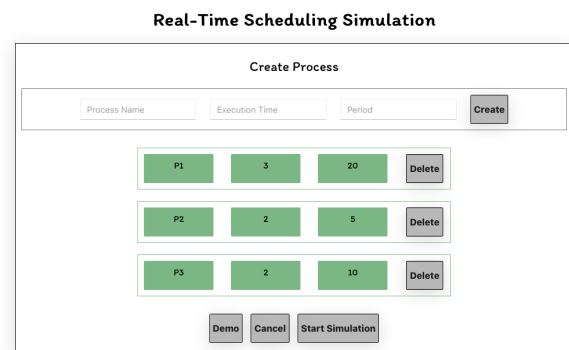 Real-Time Scheduling Simulation
Create Process
Process Name Execution Time Period Create
P1 3 20 Delete
P2 2 5 Delete
P3 2 10 Delete
Demo Cancel Start Simulation